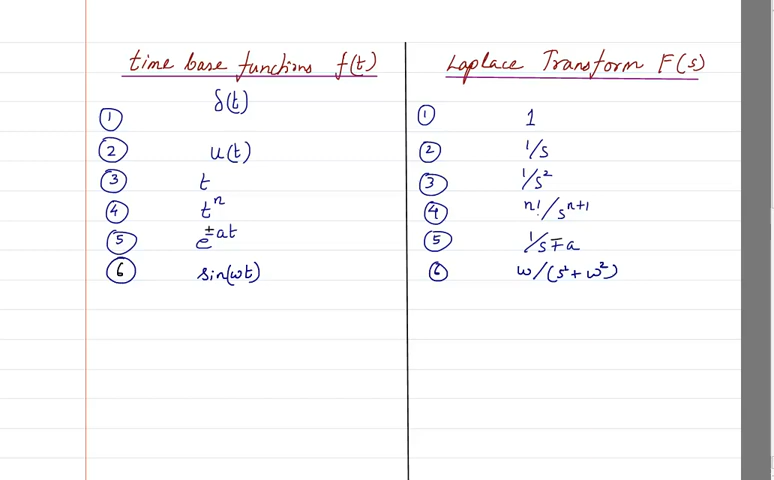 time base functions f(t) Laplace Transform F(s)
① δ(t) ① 1
② u(t) ② 1/s
③ t ③ 1/s²
④ tⁿ ④ n!/sⁿ⁺¹
⑤ e^±at ⑤ 1/s∓a
⑥ sin(ωt) ⑥ ω/(s²+ω²)